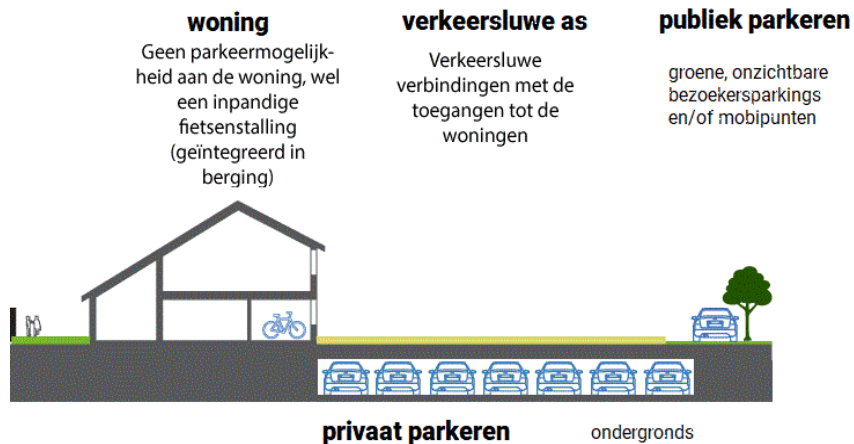 woning
Geen parkeermogelijk-
heid aan de woning, wel
een inpandige
fietsenstalling
(geïntegreerd in
berging)
verkeersluwe as
Verkeersluwe
verbindingen met de
toegangen tot de
woningen
publiek parkeren
groene, onzichtbare
bezoekersparkings
en/of mobipunten
privaat parkeren
ondergronds